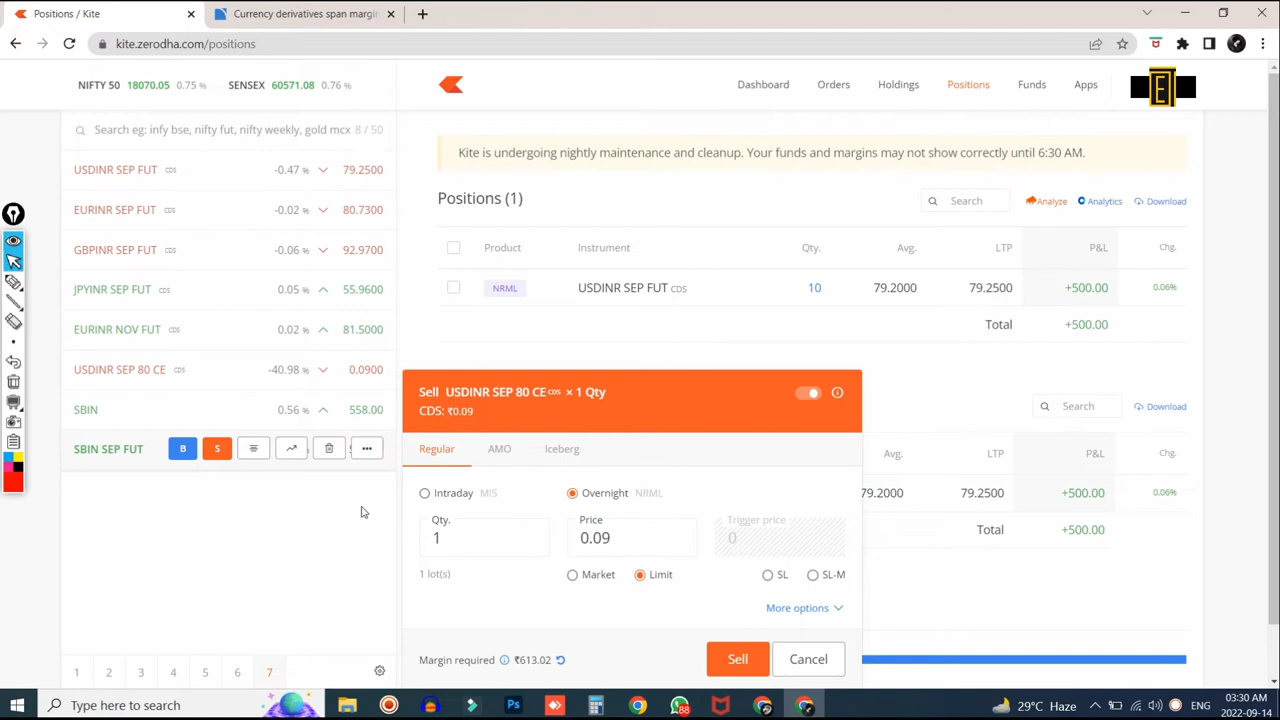 Positions / Kite
Currency derivatives span margin
kite.zerodha.com/positions
NIFTY 50 18070.05 0.75 %
SENSEX 60571.08 0.76 %
Dashboard
Orders
Holdings
Positions
Funds
Apps
E
Search eg: infy bse, nifty fut, nifty weekly, gold mcx 8 / 50
Kite is undergoing nightly maintenance and cleanup. Your funds and margins may not show correctly until 6:30 AM.
USDINR SEP FUT CDS -0.47 % 79.2500
EURINR SEP FUT CDS -0.02 % 80.7300
GBPINR SEP FUT CDS -0.06 % 92.9700
JPYINR SEP FUT CDS 0.05 % 55.9600
EURINR NOV FUT CDS 0.02 % 81.5000
USDINR SEP 80 CE CDS -40.98 % 0.0900
SBIN 0.56 % 558.00
SBIN SEP FUT B S
Positions (1)
Search
Analyze
Analytics
Download
Product Instrument Qty. Avg. LTP P&L Chg.
NRML USDINR SEP FUT CDS 10 79.2000 79.2500 +500.00 0.06%
Total +500.00
Search
Download
Avg. LTP P&L
79.2000 79.2500 +500.00
Total +500.00
Sell USDINR SEP 80 CE CDS × 1 Qty
CDS: ₹0.09
Regular
AMO
Iceberg
Intraday MIS
Overnight NRML
Qty.
1
Price
0.09
Trigger price
0
1 lot(s)
Market
Limit
SL
SL-M
More options
Margin required ₹613.02
Sell
Cancel
1 2 3 4 5 6 7
Type here to search
Ps
88
29°C Haze
ENG
03:30 AM
2022-09-14